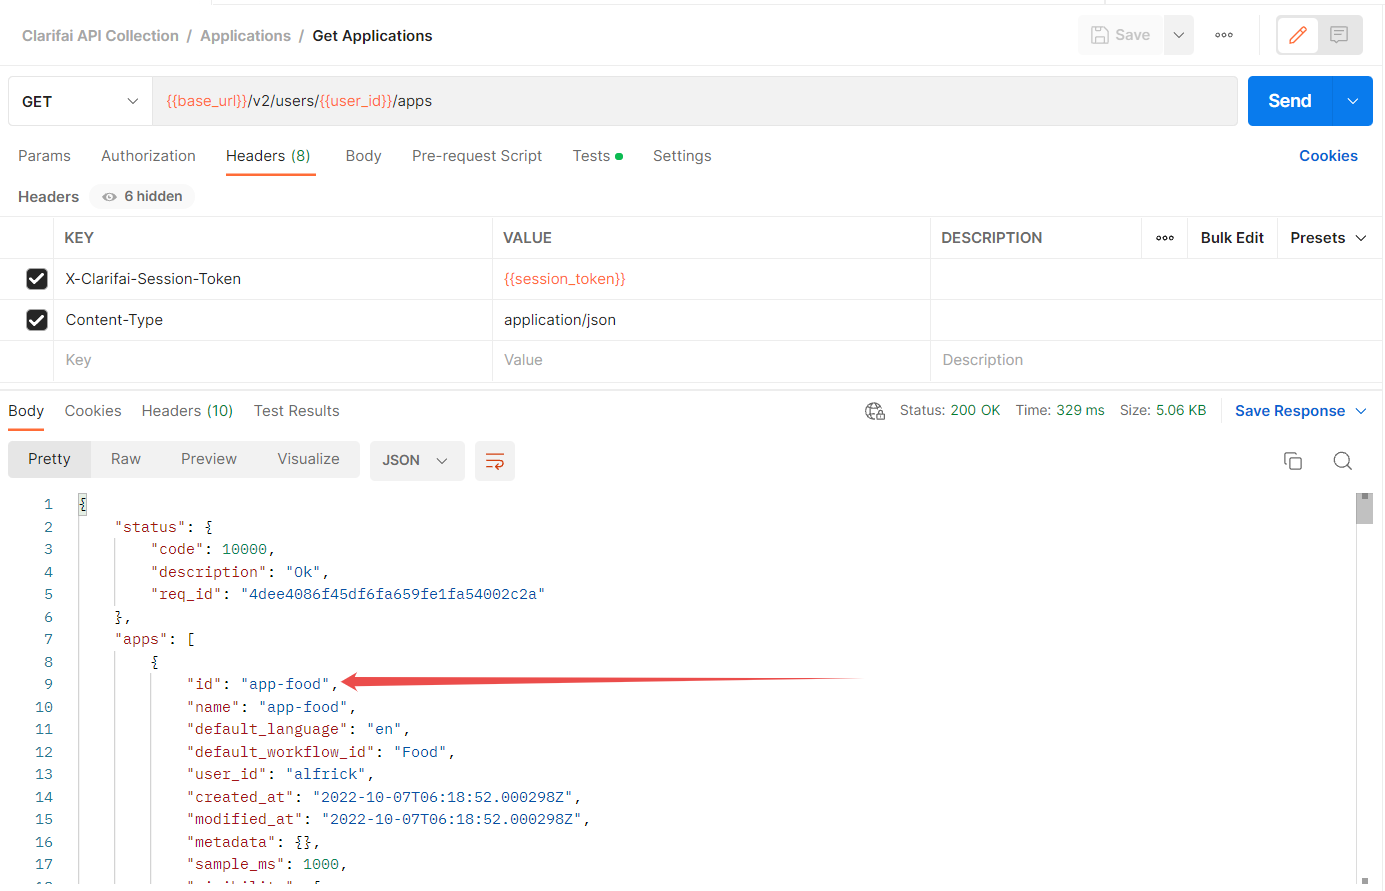 Clarifai API Collection / Applications / Get Applications
Save
GET
{{base_url}}/v2/users/{{user_id}}/apps
Send
Params Authorization Headers (8) Body Pre-request Script Tests Settings Cookies
Headers 6 hidden
KEY VALUE DESCRIPTION Bulk Edit Presets
X-Clarifai-Session-Token {{session_token}}
Content-Type application/json
Key Value Description
Body Cookies Headers (10) Test Results Status: 200 OK Time: 329 ms Size: 5.06 KB Save Response
Pretty Raw Preview Visualize JSON
1 {
2 "status": {
3 "code": 10000,
4 "description": "Ok",
5 "req_id": "4dee4086f45df6fa659fe1fa54002c2a"
6 },
7 "apps": [
8 {
9 "id": "app-food",
10 "name": "app-food",
11 "default_language": "en",
12 "default_workflow_id": "Food",
13 "user_id": "alfrick",
14 "created_at": "2022-10-07T06:18:52.000298Z",
15 "modified_at": "2022-10-07T06:18:52.000298Z",
16 "metadata": {},
17 "sample_ms": 1000,